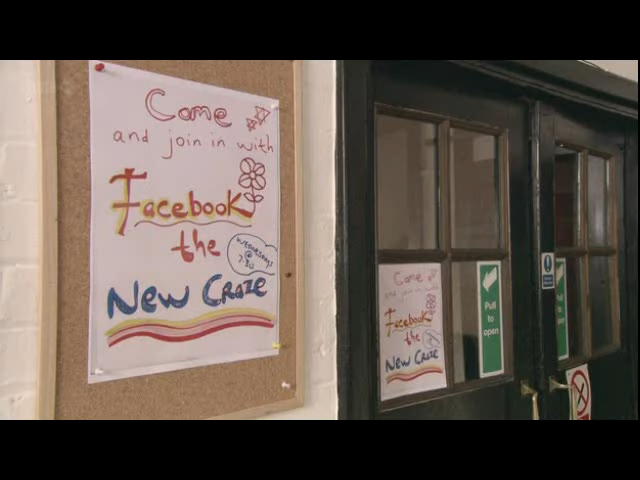 Come
and join in with
Facebook
the
WEDNESDAYS
@
New Craze
Come
and join in with
Facebook
the
New Craze
Pull to
open